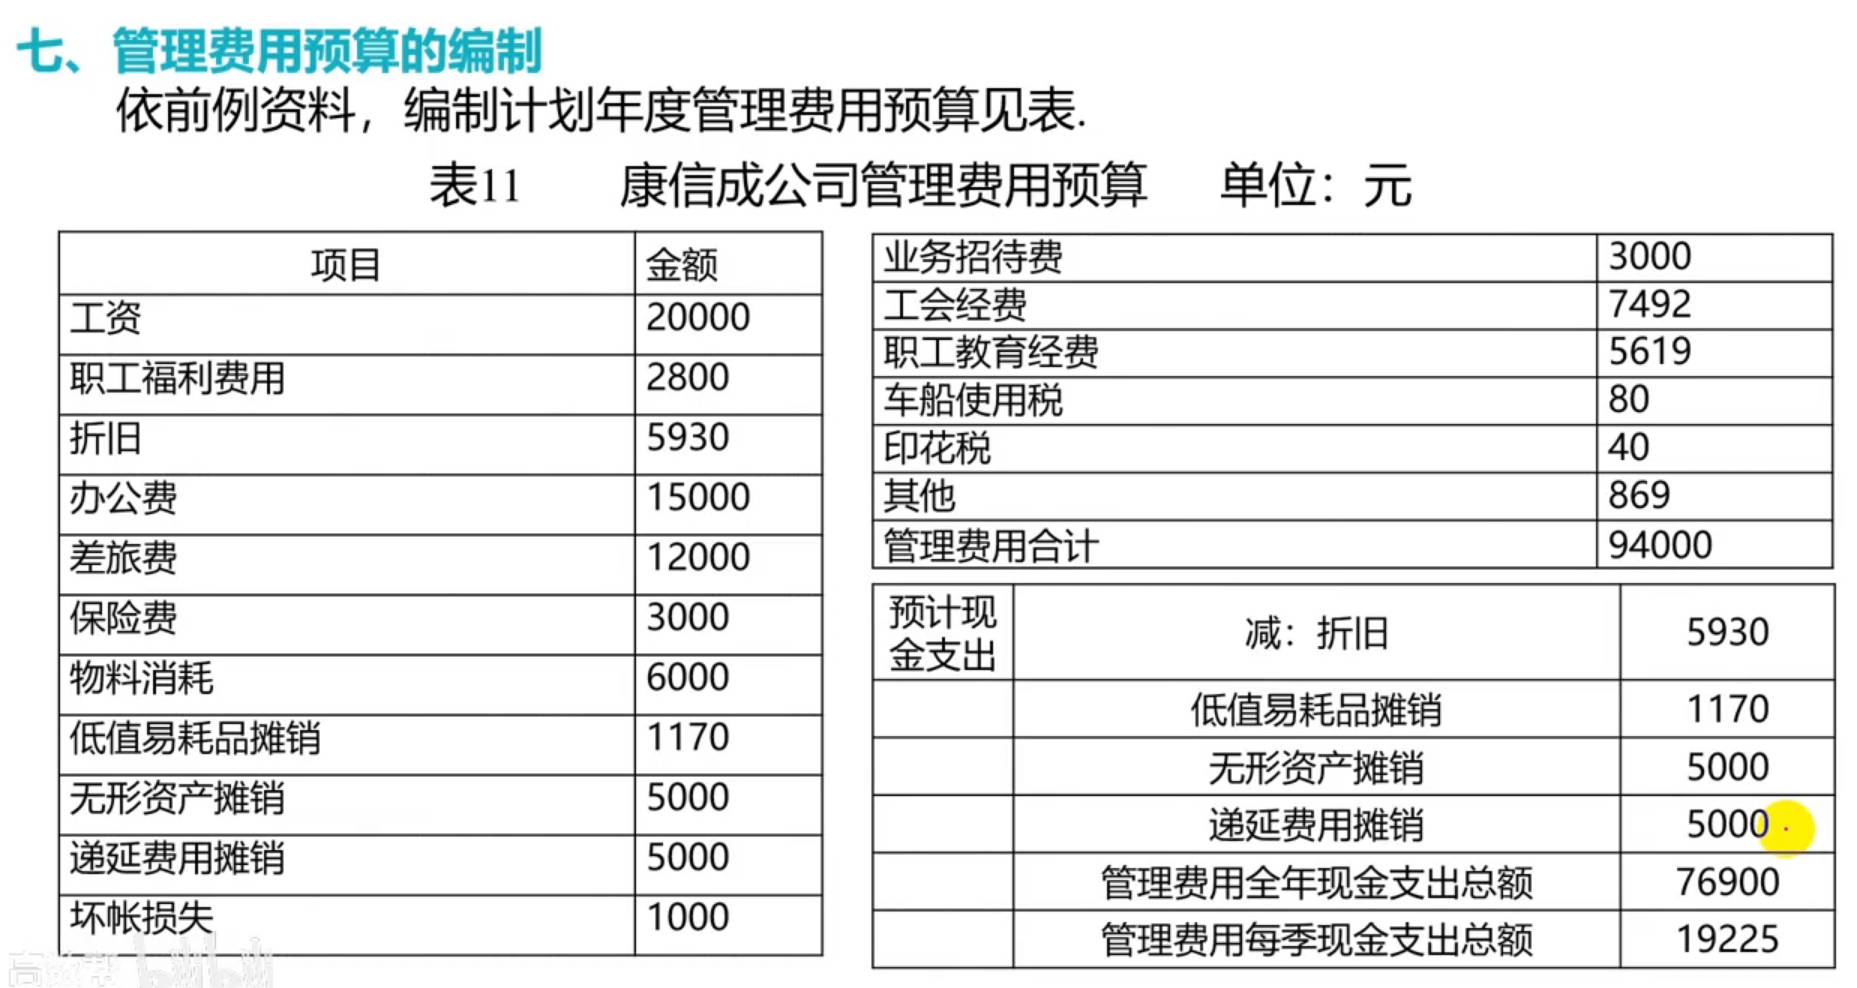 七、管理费用预算的编制
依前例资料，编制计划年度管理费用预算见表.
表11 康信成公司管理费用预算 单位：元
项目 金额
工资 20000
职工福利费用 2800
折旧 5930
办公费 15000
差旅费 12000
保险费 3000
物料消耗 6000
低值易耗品摊销 1170
无形资产摊销 5000
递延费用摊销 5000
坏帐损失 1000
业务招待费 3000
工会经费 7492
职工教育经费 5619
车船使用税 80
印花税 40
其他 869
管理费用合计 94000
预计现
金支出
减：折旧 5930
低值易耗品摊销 1170
无形资产摊销 5000
递延费用摊销 5000
管理费用全年现金支出总额 76900
管理费用每季现金支出总额 19225